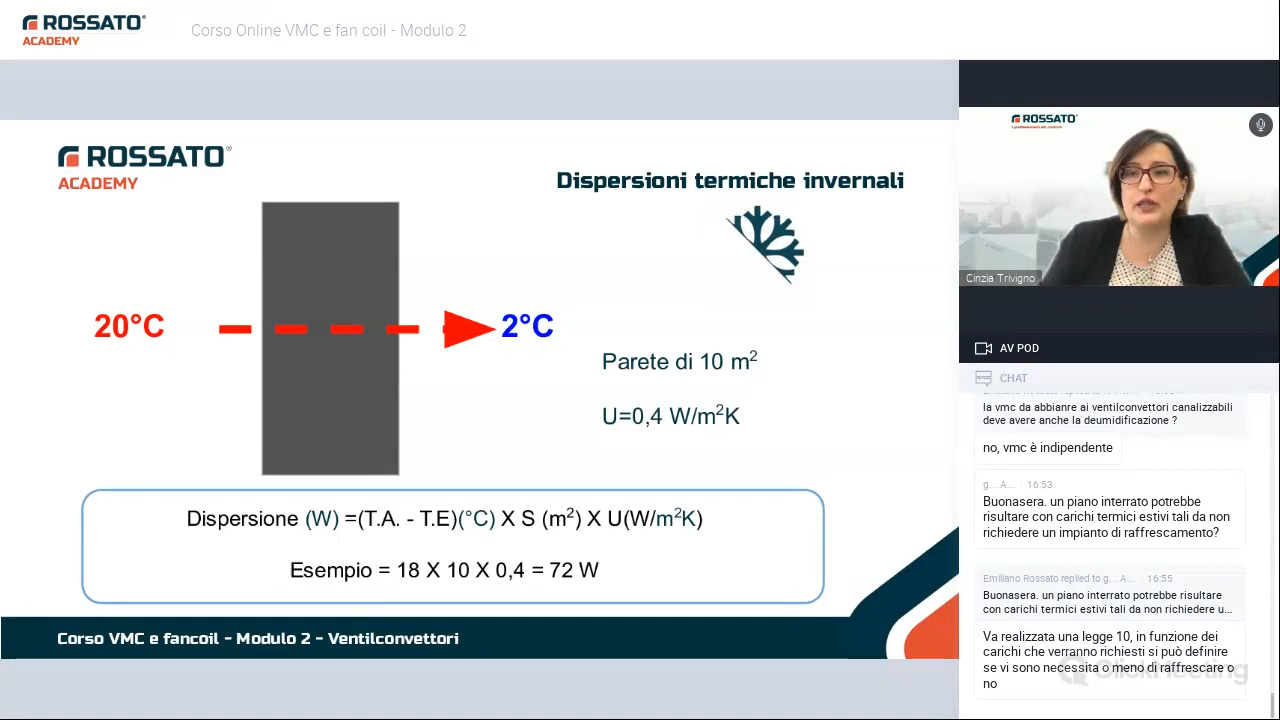 ROSSATO
ACADEMY
Corso Online VMC e fan coil - Modulo 2
ROSSATO
ACADEMY
Dispersioni termiche invernali
20°C
2°C
Parete di 10 m²
U=0,4 W/m²K
Dispersione (W) =(T.A. - T.E)(°C) X S (m²) X U(W/m²K)
Esempio = 18 X 10 X 0,4 = 72 W
Corso VMC e fancoil - Modulo 2 - Ventilconvettori
ROSSATO
Cinzia Trivigno
AV POD
CHAT
la vmc da abbianre ai ventilconvettori canalizzabili
deve avere anche la deumidificazione ?
no, vmc è indipendente
g... A... 16:53
Buonasera. un piano interrato potrebbe
risultare con carichi termici estivi tali da non
richiedere un impianto di raffrescamento?
Emiliano Rossato replied to g... A... 16:55
Buonasera. un piano interrato potrebbe risultare
con carichi termici estivi tali da non richiedere u...
Va realizzata una legge 10, in funzione dei
carichi che verranno richiesti si può definire
se vi sono necessita o meno di raffrescare o
no
ClickMeeting